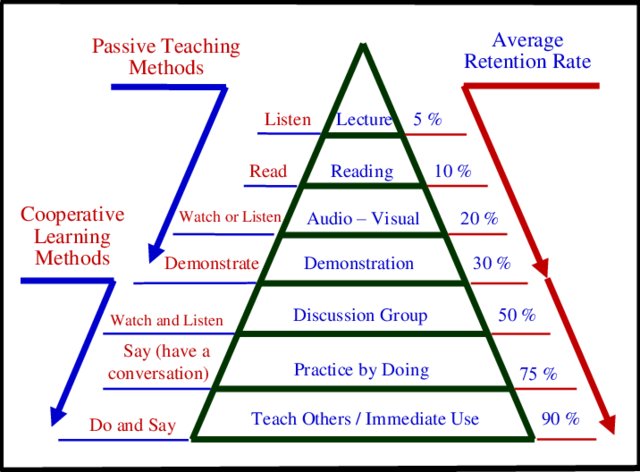 Passive Teaching
Methods
Average
Retention Rate
Listen
Lecture
5 %
Read
Reading
10 %
Watch or Listen
Audio – Visual
20 %
Cooperative
Learning
Methods
Demonstrate
Demonstration
30 %
Watch and Listen
Discussion Group
50 %
Say (have a
conversation)
Practice by Doing
75 %
Do and Say
Teach Others / Immediate Use
90 %